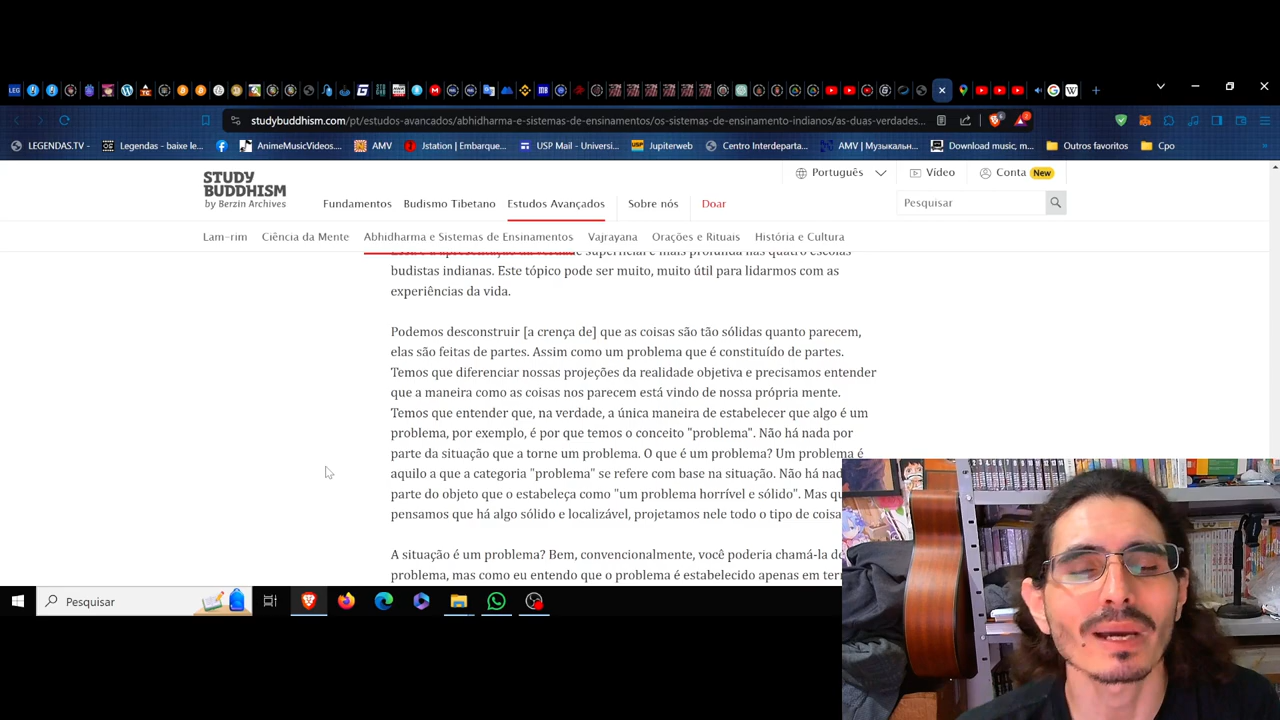 studybuddhism.com/pt/estudos-avancados/abhidharma-e-sistemas-de-ensinamentos/os-sistemas-de-ensinamento-indianos/as-duas-verdades...
LEGENDAS.TV -
Legendas - baixe le...
AnimeMusicVideos....
AMV
Jstation | Embarque...
USP Mail - Universi...
Jupiterweb
Centro Interdeparta...
AMV | Музыкальн...
Download music, m...
Outros favoritos
Cpo
STUDY
BUDDHISM
by Berzin Archives
Português
Vídeo
Conta New
Fundamentos
Budismo Tibetano
Estudos Avançados
Sobre nós
Doar
Pesquisar
Lam-rim
Ciência da Mente
Abhidharma e Sistemas de Ensinamentos
Vajrayana
Orações e Rituais
História e Cultura
Essa é a apresentação da verdade superficial e mais profunda nas quatro escolas
budistas indianas. Este tópico pode ser muito, muito útil para lidarmos com as
experiências da vida.
Podemos desconstruir [a crença de] que as coisas são tão sólidas quanto parecem,
elas são feitas de partes. Assim como um problema que é constituído de partes.
Temos que diferenciar nossas projeções da realidade objetiva e precisamos entender
que a maneira como as coisas nos parecem está vindo de nossa própria mente.
Temos que entender que, na verdade, a única maneira de estabelecer que algo é um
problema, por exemplo, é por que temos o conceito "problema". Não há nada por
parte da situação que a torne um problema. O que é um problema? Um problema é
aquilo a que a categoria "problema" se refere com base na situação. Não há
parte do objeto que o estabeleça como "um problema horrível e sólido". Mas
pensamos que há algo sólido e localizável, projetamos nele todo o tipo de coisa
A situação é um problema? Bem, convencionalmente, você poderia chamá-la de
problema, mas como eu entendo que o problema é estabelecido apenas em
Pesquisar